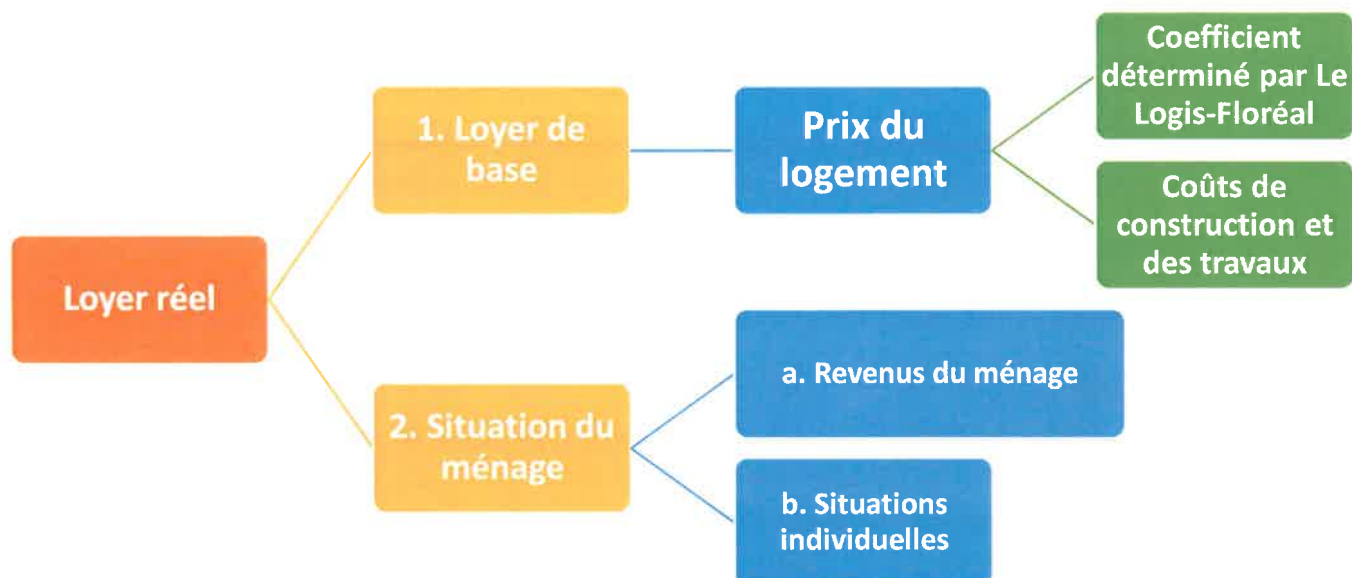 Coefficient
déterminé par Le
Logis-Floréal
1. Loyer de
base
Prix du
logement
Coûts de
construction et
des travaux
Loyer réel
a. Revenus du ménage
2. Situation du
ménage
b. Situations
individuelles